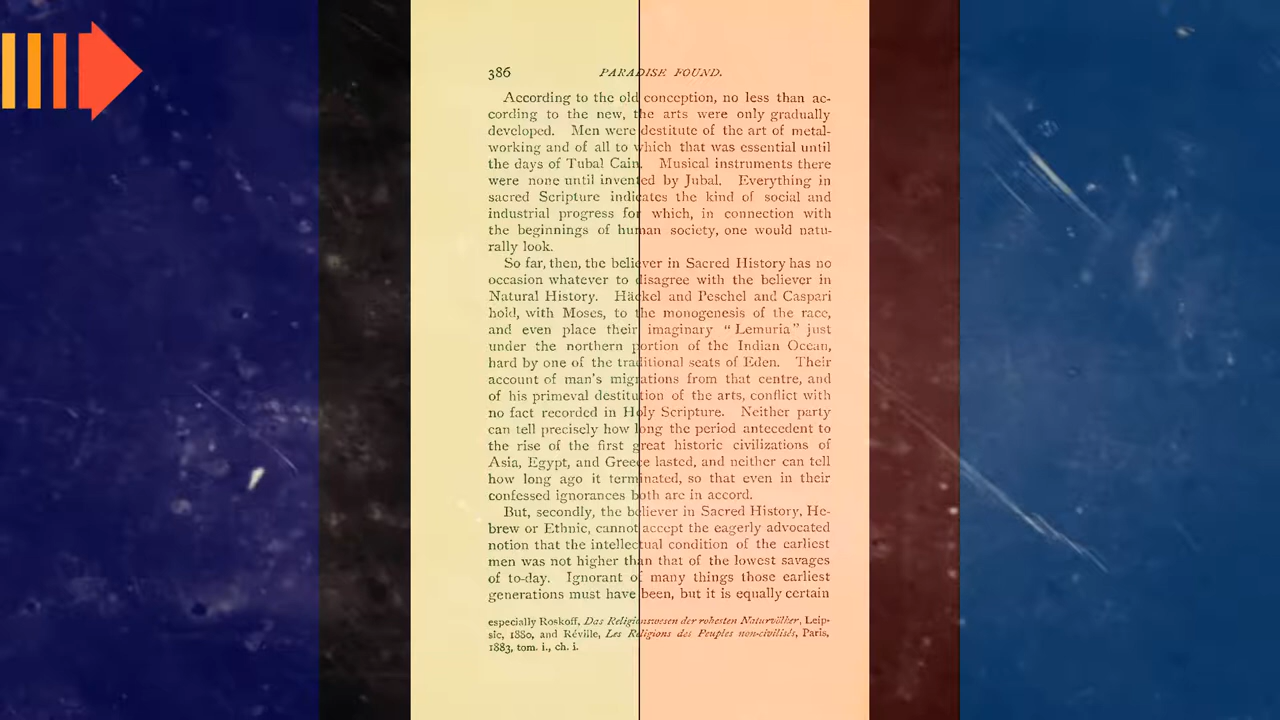 386 PARADISE FOUND.
According to the old conception, no less than ac-
cording to the new, the arts were only gradually
developed. Men were destitute of the art of metal-
working and of all to which that was essential until
the days of Tubal Cain. Musical instruments there
were none until invented by Jubal. Everything in
sacred Scripture indicates the kind of social and
industrial progress for which, in connection with
the beginnings of human society, one would natu-
rally look.
So far, then, the believer in Sacred History has no
occasion whatever to disagree with the believer in
Natural History. Häckel and Peschel and Caspari
hold, with Moses, to the monogenesis of the race,
and even place their imaginary “Lemuria” just
under the northern portion of the Indian Ocean,
hard by one of the traditional seats of Eden. Their
account of man's migrations from that centre, and
of his primeval destitution of the arts, conflict with
no fact recorded in Holy Scripture. Neither party
can tell precisely how long the period antecedent to
the rise of the first great historic civilizations of
Asia, Egypt, and Greece lasted, and neither can tell
how long ago it terminated, so that even in their
confessed ignorances both are in accord.
But, secondly, the believer in Sacred History, He-
brew or Ethnic, cannot accept the eagerly advocated
notion that the intellectual condition of the earliest
men was not higher than that of the lowest savages
of to-day. Ignorant of many things those earliest
generations must have been, but it is equally certain
especially Roskoff, Das Religionswesen der rohesten Naturvölker, Leip-
sic, 1880, and Réville, Les Religions des Peuples non-civilisés, Paris,
1883, tom. i., ch. i.